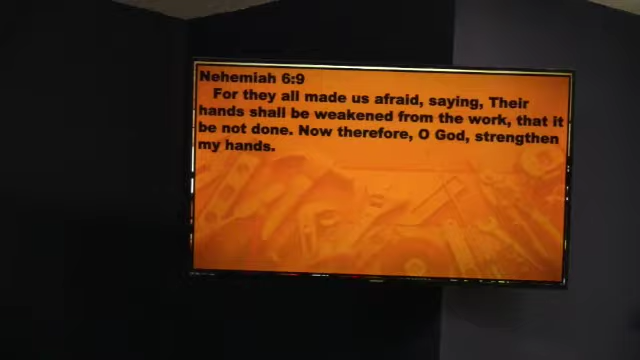 Nehemiah 6:9
For they all made us afraid, saying, Their
hands shall be weakened from the work, that it
be not done. Now therefore, O God, strengthen
my hands.